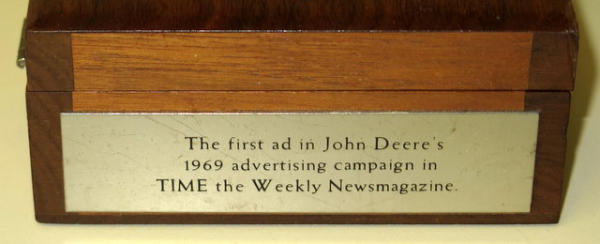 The first ad in John Deere's
1969 advertising campaign in
TIME the Weekly Newsmagazine.